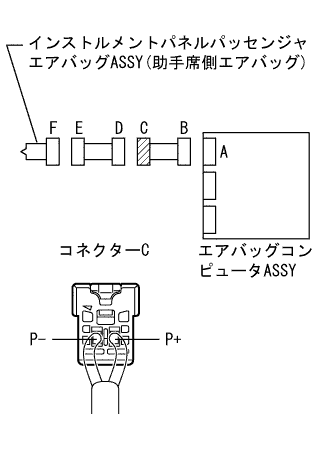 インストルメントパネルパッセンジャ
エアバッグASSY(助手席側エアバッグ)
F E D C B
A
コネクターC
エアバッグコン
ピュータASSY
P- P+